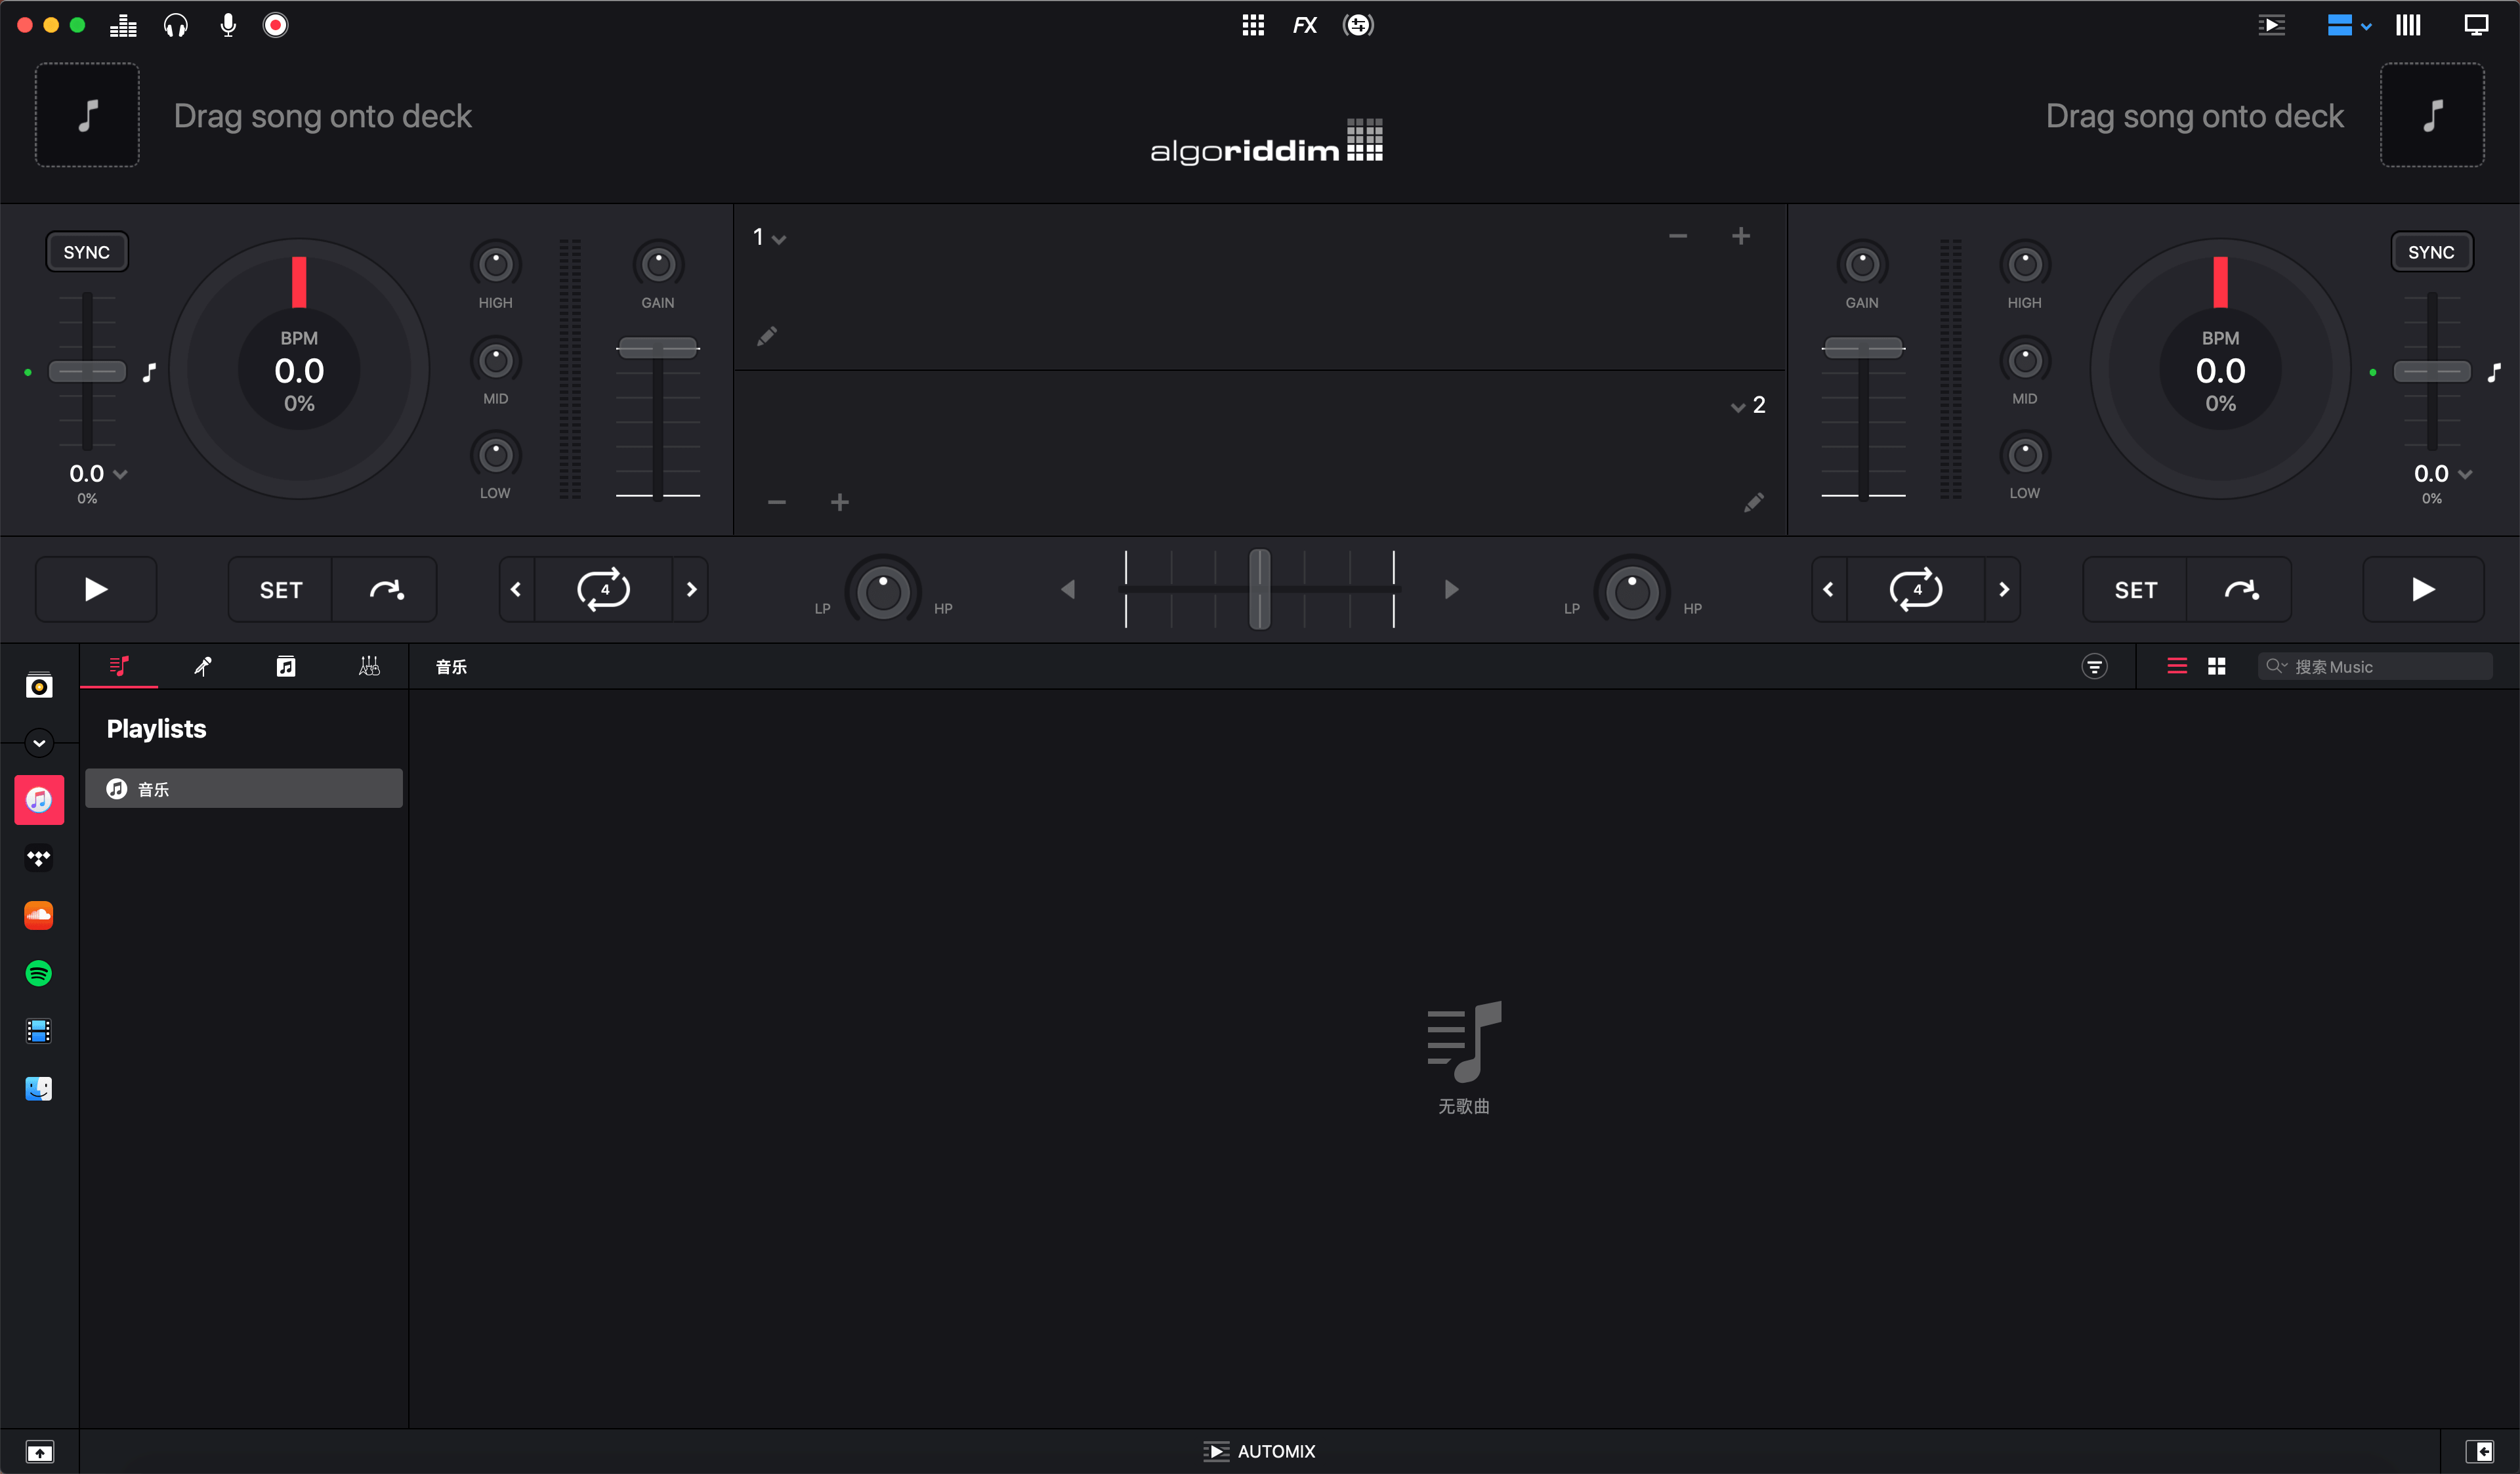 FX
Drag song onto deck
algoriddim
Drag song onto deck
SYNC
BPM
0.0
0%
0.0
0%
HIGH
MID
LOW
GAIN
1
2
GAIN
HIGH
MID
LOW
BPM
0.0
0%
SYNC
0.0
0%
SET
4
LP
HP
LP
HP
4
SET
音乐
搜索 Music
Playlists
音乐
无歌曲
AUTOMIX